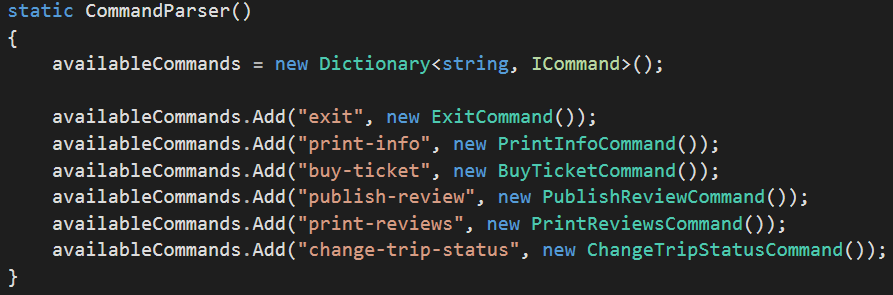 static CommandParser()
{
    availableCommands = new Dictionary<string, ICommand>();

    availableCommands.Add("exit", new ExitCommand());
    availableCommands.Add("print-info", new PrintInfoCommand());
    availableCommands.Add("buy-ticket", new BuyTicketCommand());
    availableCommands.Add("publish-review", new PublishReviewCommand());
    availableCommands.Add("print-reviews", new PrintReviewsCommand());
    availableCommands.Add("change-trip-status", new ChangeTripStatusCommand());
}